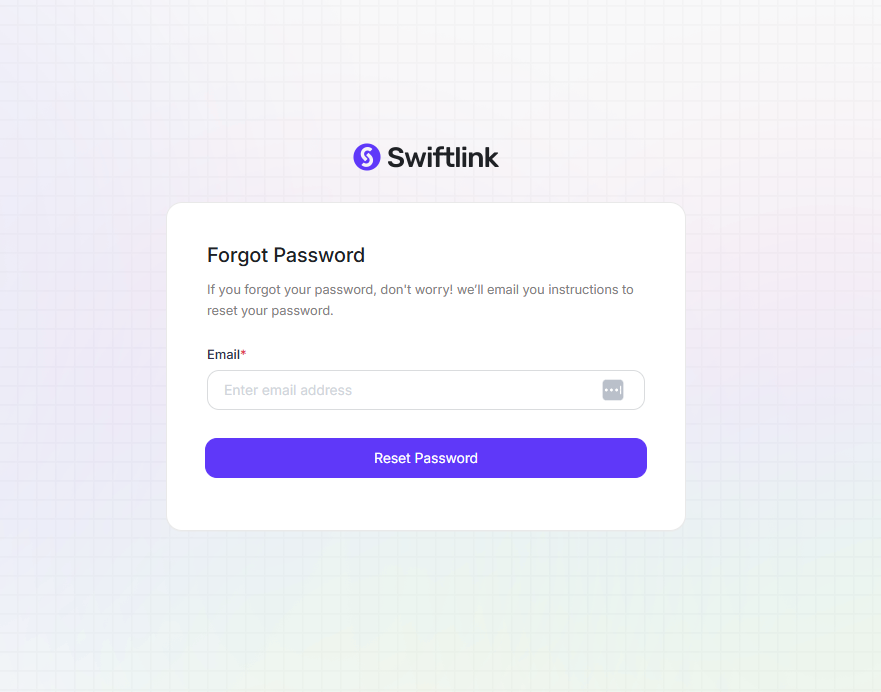 Swiftlink
Forgot Password
If you forgot your password, don't worry! we’ll email you instructions to
reset your password.
Email*
Enter email address
Reset Password